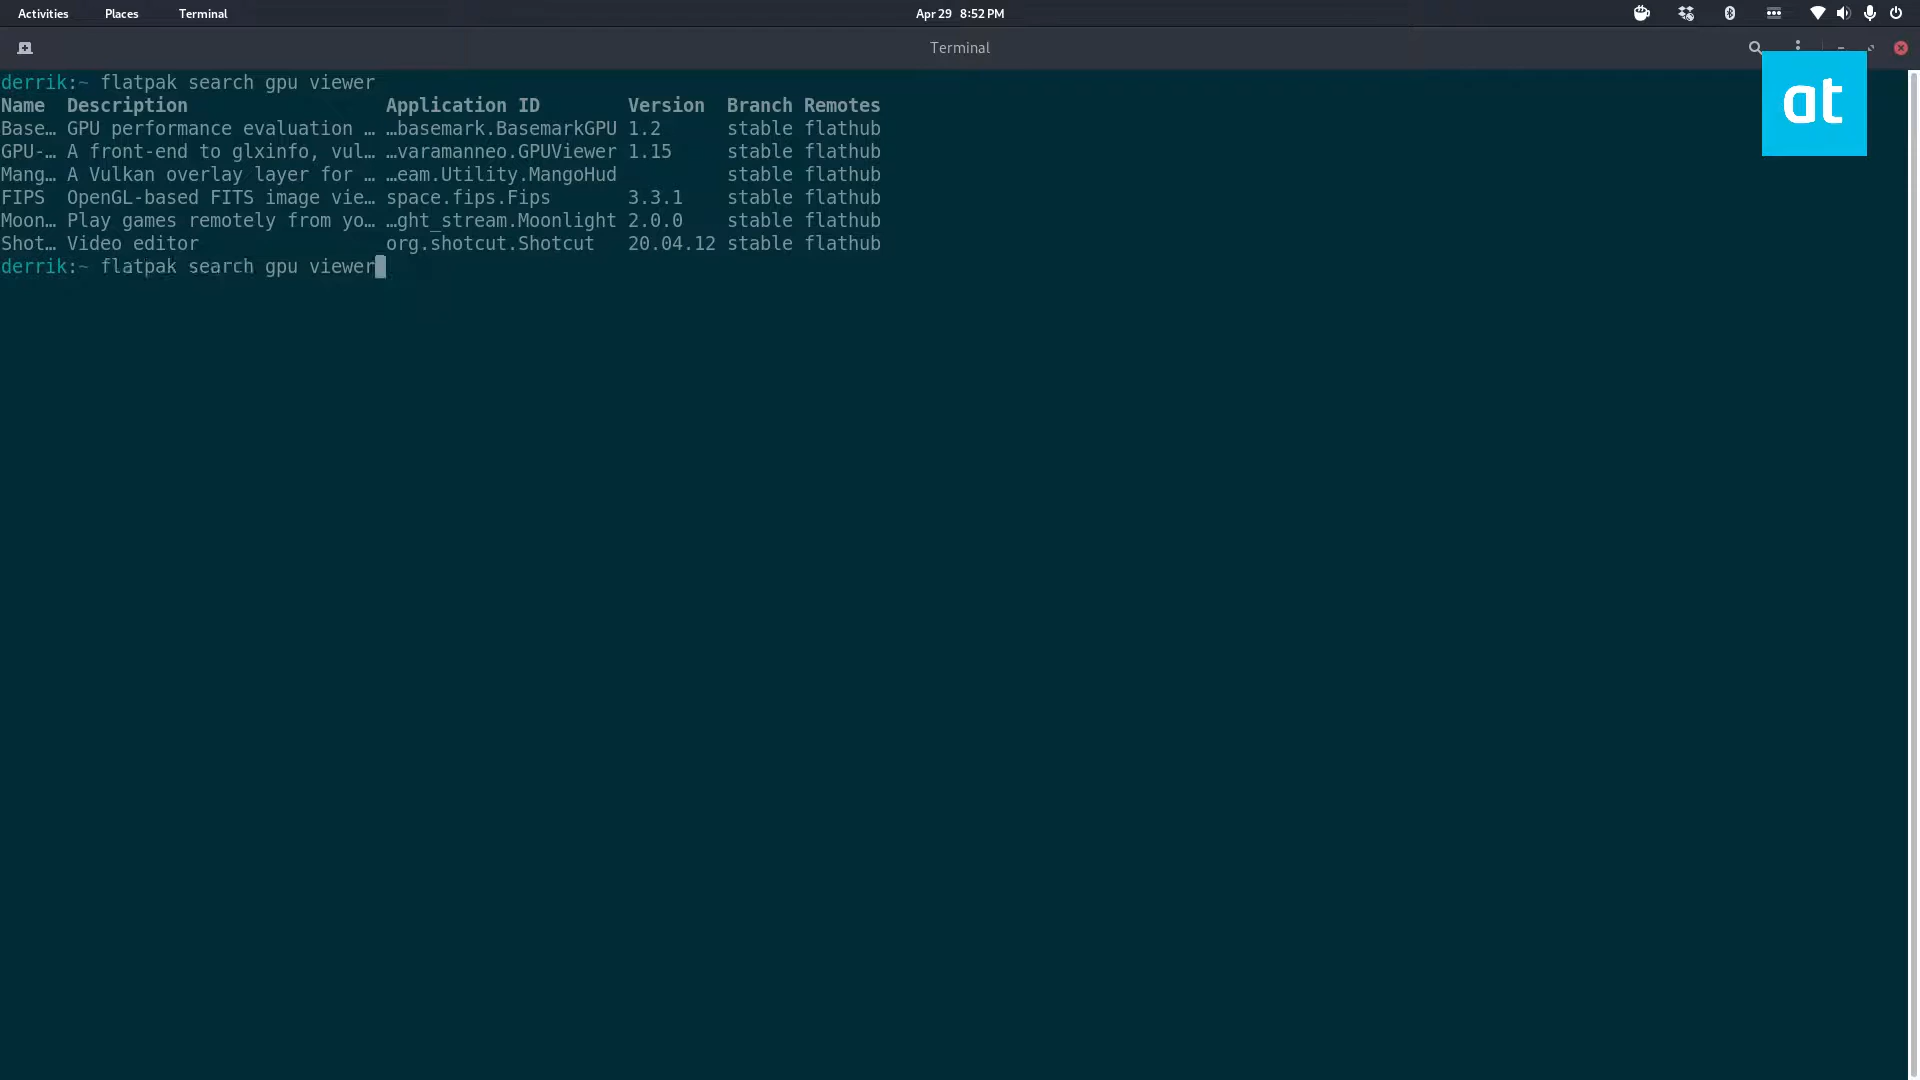 Activities Places Terminal Apr 29 8:52 PM
Terminal
at
derrik:~ flatpak search gpu viewer
Name Description Application ID Version Branch Remotes
Base… GPU performance evaluation … …basemark.BasemarkGPU 1.2 stable flathub
GPU-… A front-end to glxinfo, vul… …varamanneo.GPUViewer 1.15 stable flathub
Mang… A Vulkan overlay layer for … …eam.Utility.MangoHud stable flathub
FIPS OpenGL-based FITS image vie… space.fips.Fips 3.3.1 stable flathub
Moon… Play games remotely from yo… …ght_stream.Moonlight 2.0.0 stable flathub
Shot… Video editor org.shotcut.Shotcut 20.04.12 stable flathub
derrik:~ flatpak search gpu viewer